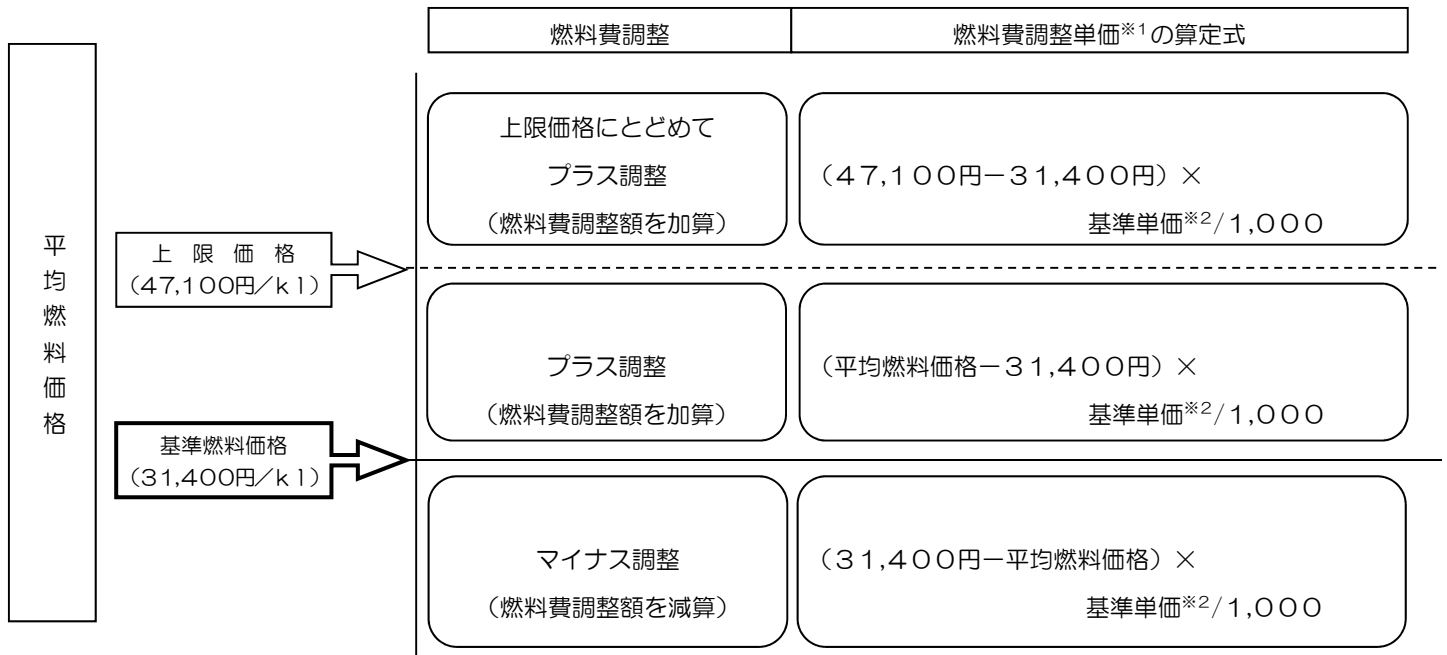 燃料費調整
燃料費調整単価※1の算定式
平均燃料価格
上限価格にとどめて
プラス調整
（燃料費調整額を加算）
（４７,１００円－３１,４００円）×
基準単価※2/１,０００
上　限　価　格
（47,100円／ｋｌ）
プラス調整
（燃料費調整額を加算）
（平均燃料価格－３１,４００円）×
基準単価※2/１,０００
基準燃料価格
（31,400円／ｋｌ）
マイナス調整
（燃料費調整額を減算）
（３１,４００円－平均燃料価格）×
基準単価※2/１,０００